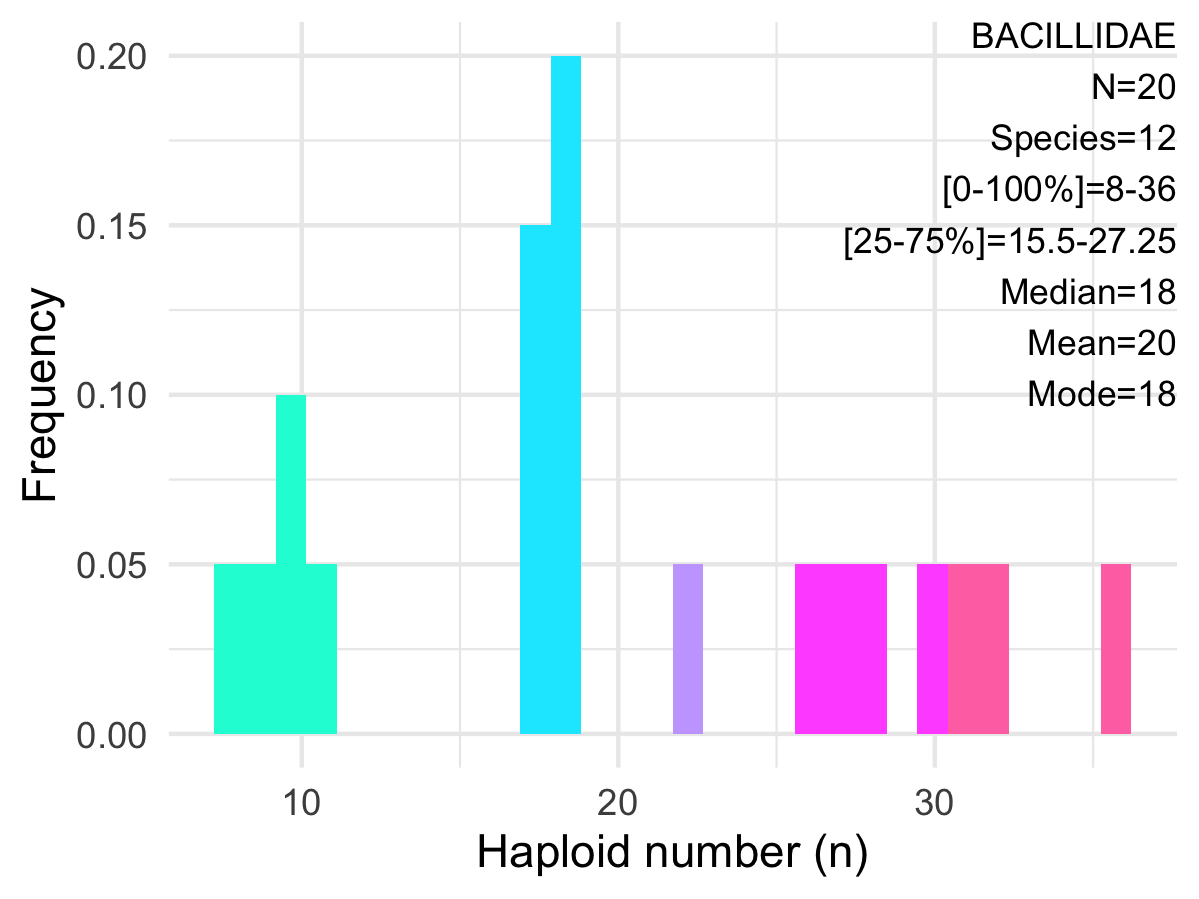 BACILLIDAE
N=20
Species=12
[0-100%]=8-36
[25-75%]=15.5-27.25
Median=18
Mean=20
Mode=18
0.20
0.15
0.10
0.05
0.00
Frequency
10 20 30
Haploid number (n)